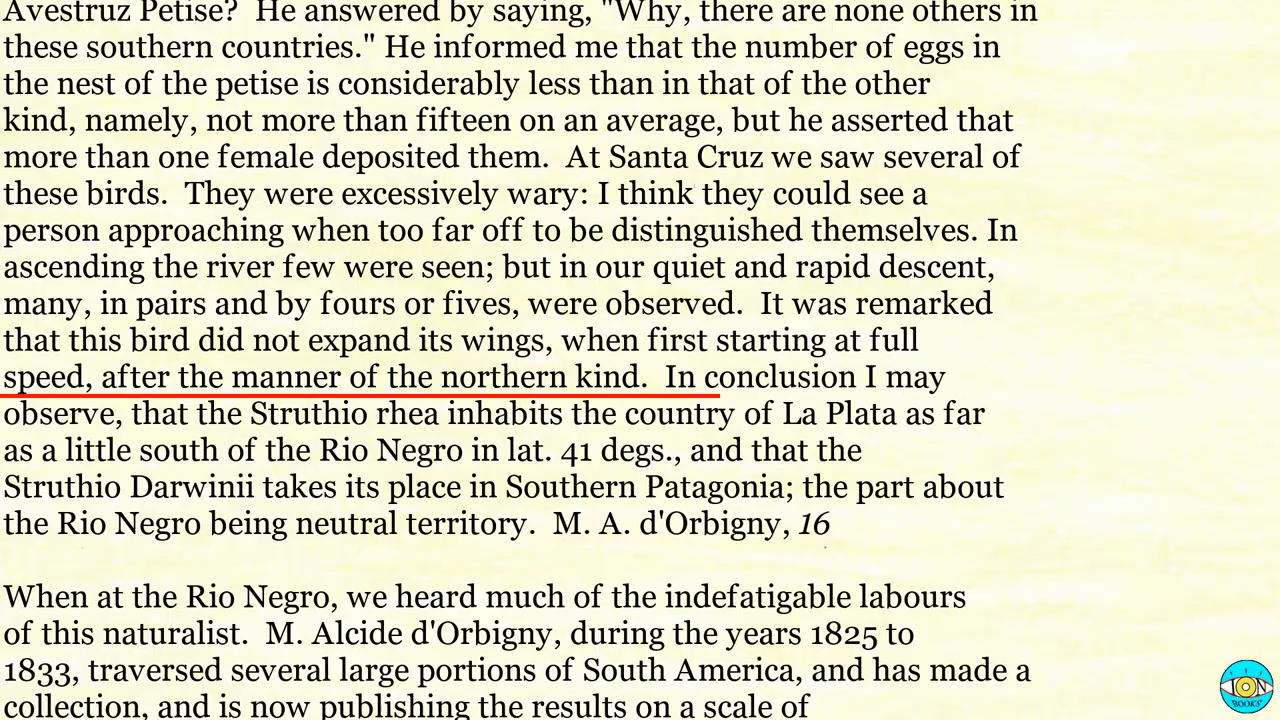 Avestruz Petise?  He answered by saying, "Why, there are none others in
these southern countries." He informed me that the number of eggs in
the nest of the petise is considerably less than in that of the other
kind, namely, not more than fifteen on an average, but he asserted that
more than one female deposited them.  At Santa Cruz we saw several of
these birds.  They were excessively wary: I think they could see a
person approaching when too far off to be distinguished themselves. In
ascending the river few were seen; but in our quiet and rapid descent,
many, in pairs and by fours or fives, were observed.  It was remarked
that this bird did not expand its wings, when first starting at full
speed, after the manner of the northern kind.  In conclusion I may
observe, that the Struthio rhea inhabits the country of La Plata as far
as a little south of the Rio Negro in lat. 41 degs., and that the
Struthio Darwinii takes its place in Southern Patagonia; the part about
the Rio Negro being neutral territory.  M. A. d'Orbigny, 16
When at the Rio Negro, we heard much of the indefatigable labours
of this naturalist.  M. Alcide d'Orbigny, during the years 1825 to
1833, traversed several large portions of South America, and has made a
collection, and is now publishing the results on a scale of
ION
BOOKS